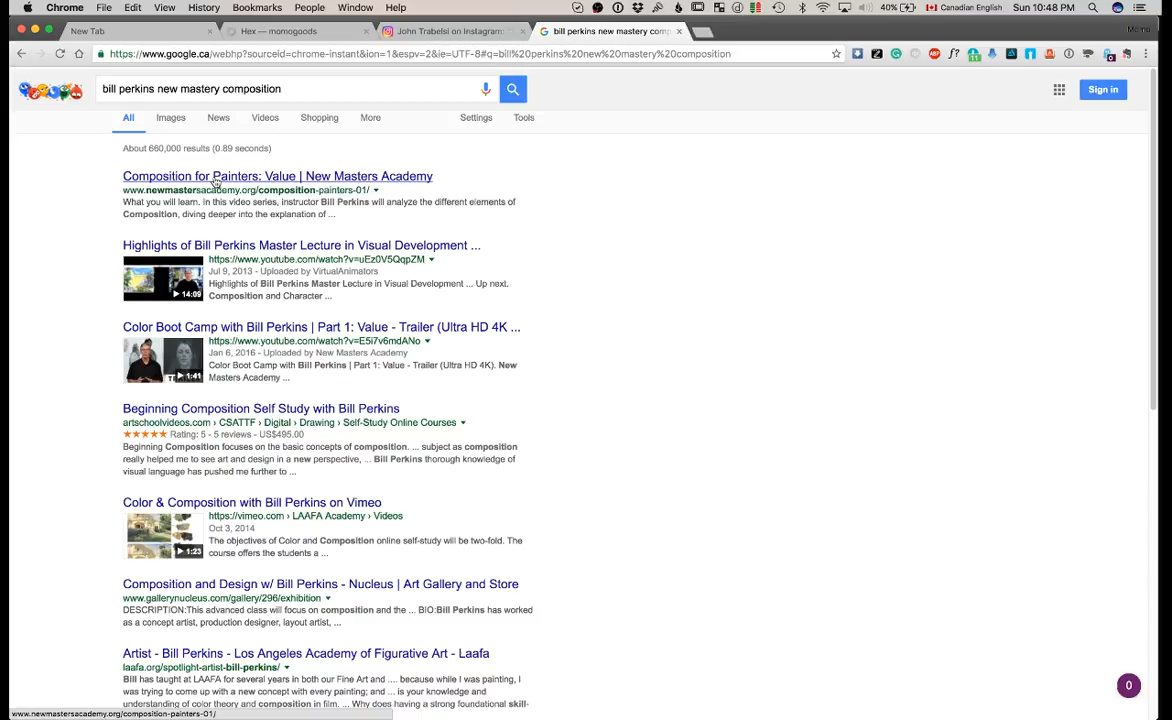 Chrome File Edit View History Bookmarks People Window Help 40% Canadian English Sun 10:48 PM
New Tab Hex — momogoods John Trabelsi on Instagram: bill perkins new mastery comp Momo
https://www.google.ca/webhp?sourceid=chrome-instant&ion=1&espv=2&ie=UTF-8#q=bill%20perkins%20new%20mastery%20composition
bill perkins new mastery composition
Sign in
All Images News Videos Shopping More Settings Tools
About 660,000 results (0.89 seconds)
Composition for Painters: Value | New Masters Academy
www.newmastersacademy.org/composition-painters-01/
What you will learn. In this video series, instructor Bill Perkins will analyze the different elements of
Composition, diving deeper into the explanation of ...
Highlights of Bill Perkins Master Lecture in Visual Development ...
https://www.youtube.com/watch?v=uEz0V5QqpZM
Jul 9, 2013 - Uploaded by VirtualAnimators
Highlights of Bill Perkins Master Lecture in Visual Development ... Up next.
14:09
Composition and Character ...
Color Boot Camp with Bill Perkins | Part 1: Value - Trailer (Ultra HD 4K ...
https://www.youtube.com/watch?v=E5i7v6mdANo
Jan 6, 2016 - Uploaded by New Masters Academy
Color Boot Camp with Bill Perkins | Part 1: Value - Trailer (Ultra HD 4K). New
1:41
Masters Academy ...
Beginning Composition Self Study with Bill Perkins
artschoolvideos.com › CSATTF › Digital › Drawing › Self-Study Online Courses
Rating: 5 - 5 reviews - US$495.00
Beginning Composition focuses on the basic concepts of composition. ... subject as composition
really helped me to see art and design in a new perspective, ... Bill Perkins thorough knowledge of
visual language has pushed me further to ...
Color & Composition with Bill Perkins on Vimeo
https://vimeo.com › LAAFA Academy › Videos
Oct 3, 2014
The objectives of Color and Composition online self-study will be two-fold. The
1:23
course offers the students a ...
Composition and Design w/ Bill Perkins - Nucleus | Art Gallery and Store
www.gallerynucleus.com/gallery/296/exhibition
DESCRIPTION:This advanced class will focus on composition and the ... BIO:Bill Perkins has worked
as a concept artist, production designer, layout artist, ...
Artist - Bill Perkins - Los Angeles Academy of Figurative Art - Laafa
laafa.org/spotlight-artist-bill-perkins/
Bill has taught at LAAFA for several years in both our Fine Art and .... because while I was painting, I
was trying to come up with a new concept with every painting; and ... is your knowledge and
understanding of color theory and composition in film. ... Why does having a strong foundational skill-
0
www.newmastersacademy.org/composition-painters-01/